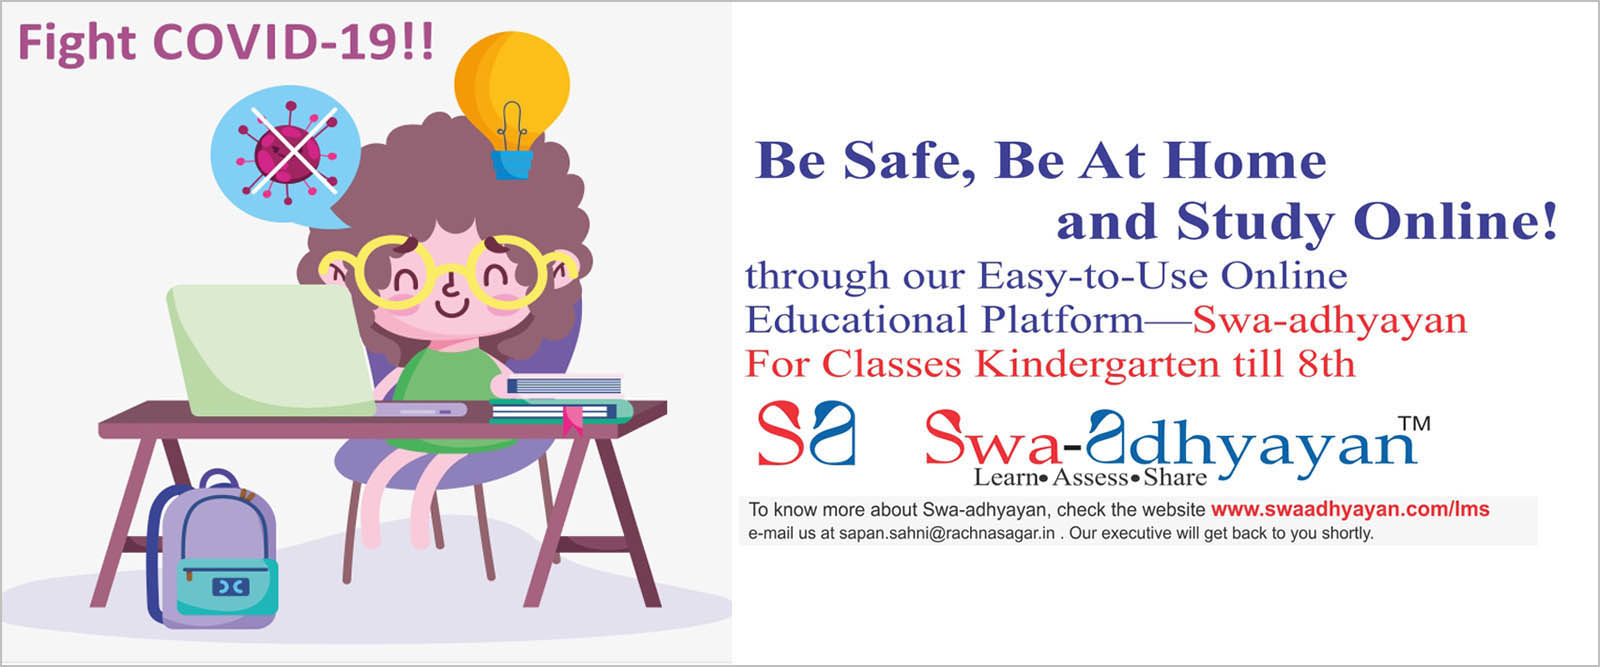 Fight COVID-19!!
Be Safe, Be At Home
and Study Online!
through our Easy-to-Use Online
Educational Platform—Swa-adhyayan
For Classes Kindergarten till 8th
Sa Swa-adhyayan™
Learn•Assess•Share
To know more about Swa-adhyayan, check the website www.swaadhyayan.com/lms
e-mail us at sapan.sahni@rachnasagar.in . Our executive will get back to you shortly.